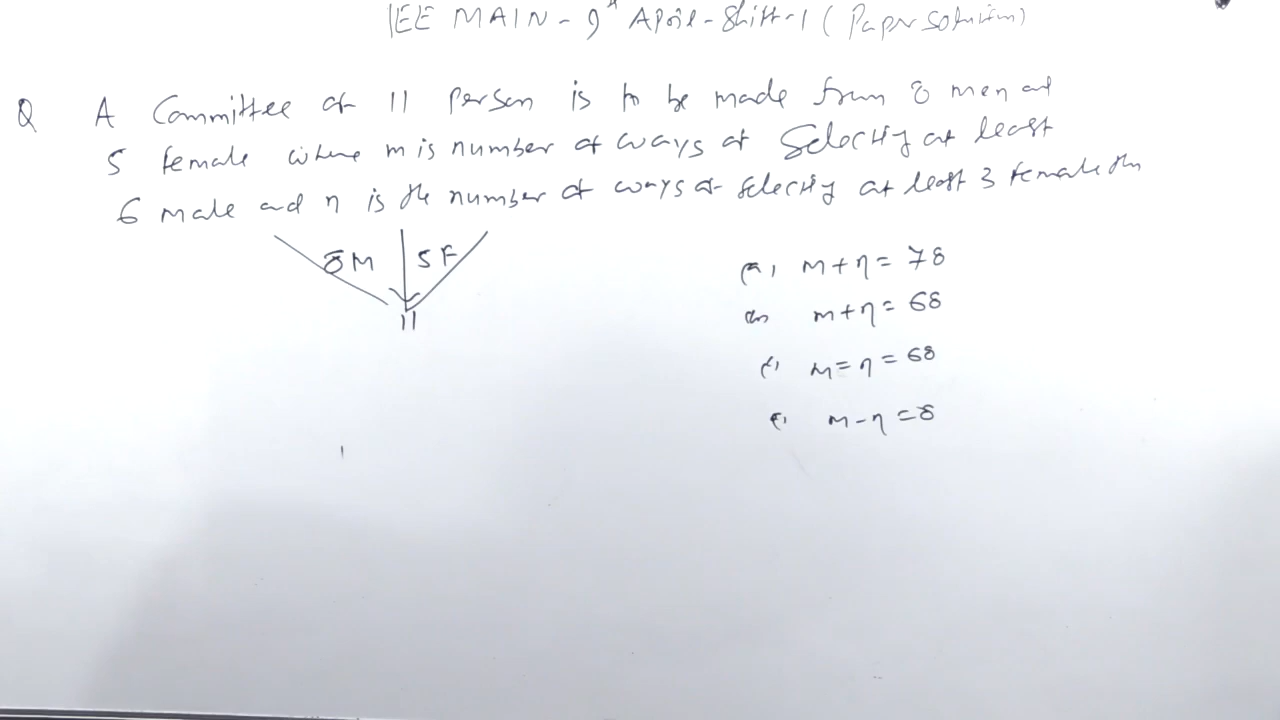 JEE MAIN - 9th April - Shift-1 ( Paper Solution )
Q A Committee of 11 person is to be made from 8 men and
5 female where m is number of ways of Selecting at least
6 male and n is the number of ways of selecting at least 3 female then
8M | 5F
11
(a) m+n = 78
(b) m+n = 68
(c) m=n = 68
(d) m-n = 8